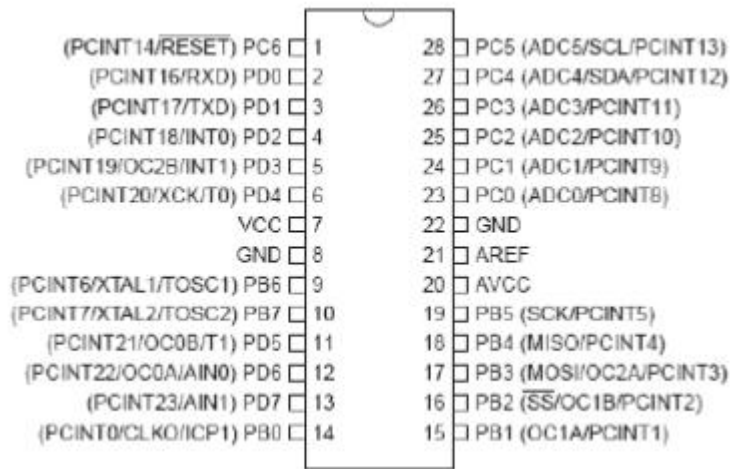 (PCINT14/RESET) PC6 1 28 PC5 (ADC5/SCL/PCINT13)
(PCINT16/RXD) PD0 2 27 PC4 (ADC4/SDA/PCINT12)
(PCINT17/TXD) PD1 3 26 PC3 (ADC3/PCINT11)
(PCINT18/INT0) PD2 4 25 PC2 (ADC2/PCINT10)
(PCINT19/OC2B/INT1) PD3 5 24 PC1 (ADC1/PCINT9)
(PCINT20/XCK/T0) PD4 6 23 PC0 (ADC0/PCINT8)
VCC 7 22 GND
GND 8 21 AREF
(PCINT6/XTAL1/TOSC1) PB6 9 20 AVCC
(PCINT7/XTAL2/TOSC2) PB7 10 19 PB5 (SCK/PCINT5)
(PCINT21/OC0B/T1) PD5 11 18 PB4 (MISO/PCINT4)
(PCINT22/OC0A/AIN0) PD6 12 17 PB3 (MOSI/OC2A/PCINT3)
(PCINT23/AIN1) PD7 13 16 PB2 (SS/OC1B/PCINT2)
(PCINT0/CLKO/ICP1) PB0 14 15 PB1 (OC1A/PCINT1)